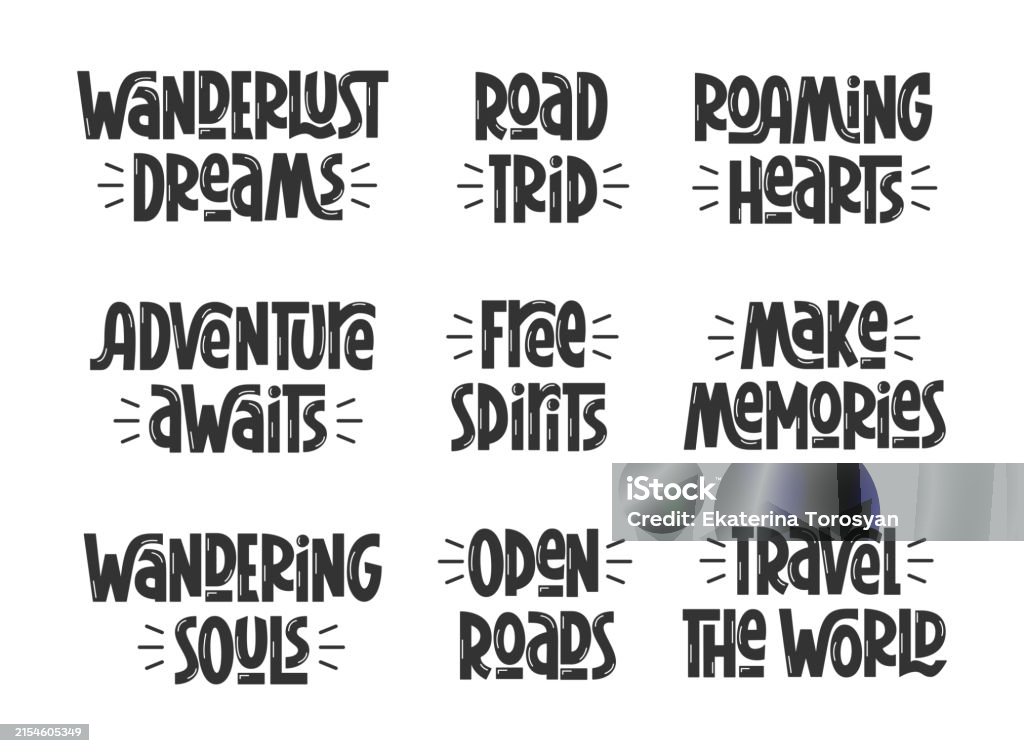 WanDERLUST
DReamS
ROaD
TRiP
ROAMiNG
HeaRTS
ADVenTURe
awaiTS
FRee
SPiRiTS
Make
MeMORieS
iStock
Credit: Ekaterina Torosyan
WanDERiNG
SOULS
OPen
ROaDS
TRaveL
THe WORLD
2154605349